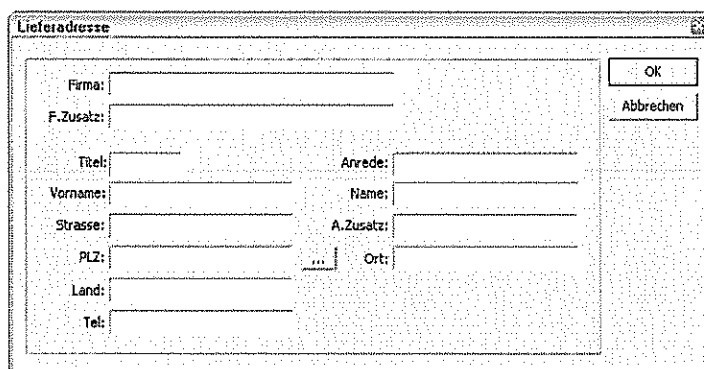 Lieferadresse
Firma:
OK
F.Zusatz:
Abbrechen
Titel:
Anrede:
Vorname:
Name:
Strasse:
A.Zusatz:
PLZ:
...
Ort:
Land:
Tel: